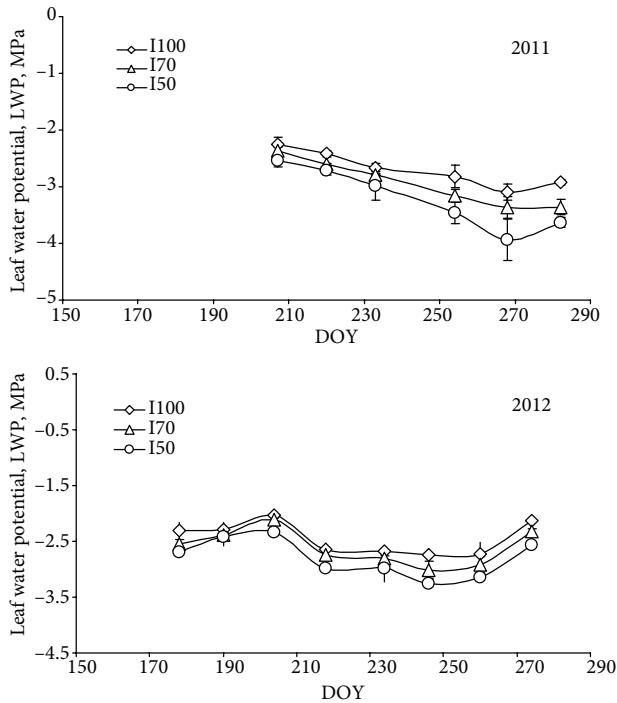 0
−1
−2
−3
−4
−5
Leaf water potential, LWP, MPa
I100
I70
I50
2011
150 170 190 210 230 250 270 290
DOY
0.5
−0.5
−1.5
−2.5
−3.5
−4.5
Leaf water potential, LWP, MPa
I100
I70
I50
2012
150 170 190 210 230 250 270 290
DOY